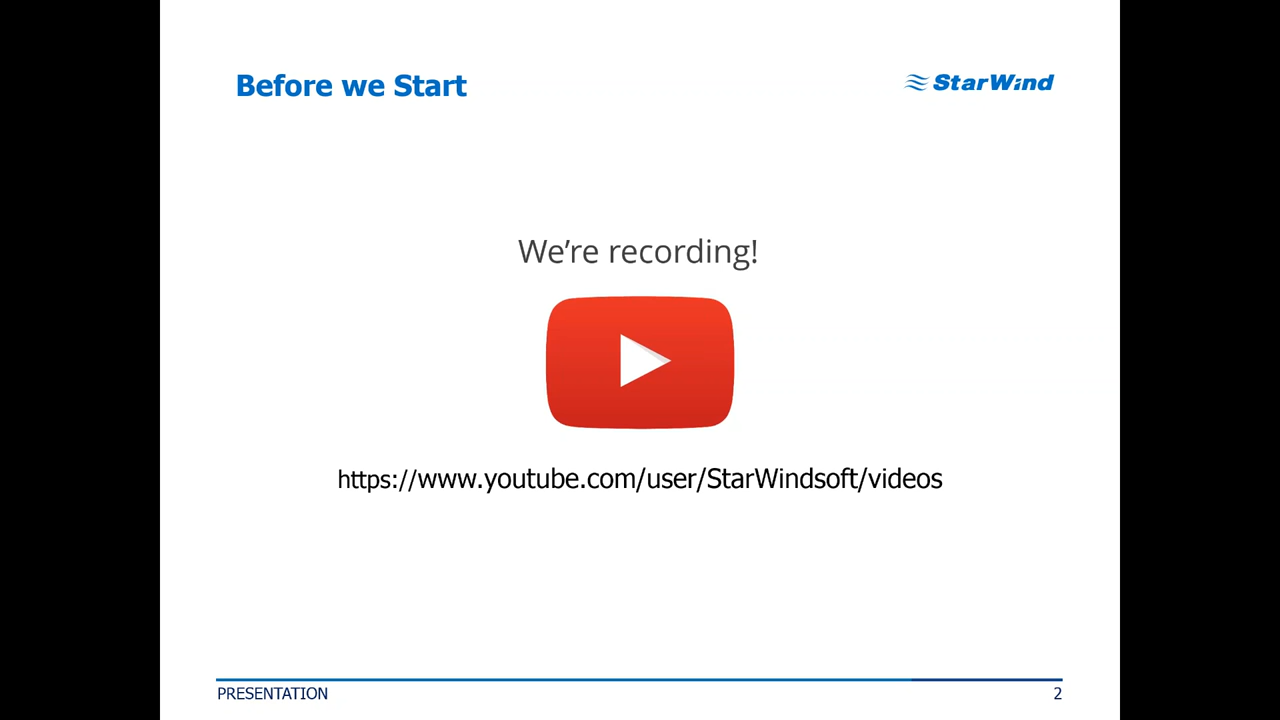 Before we Start
StarWind
We're recording!
https://www.youtube.com/user/StarWindsoft/videos
PRESENTATION
2